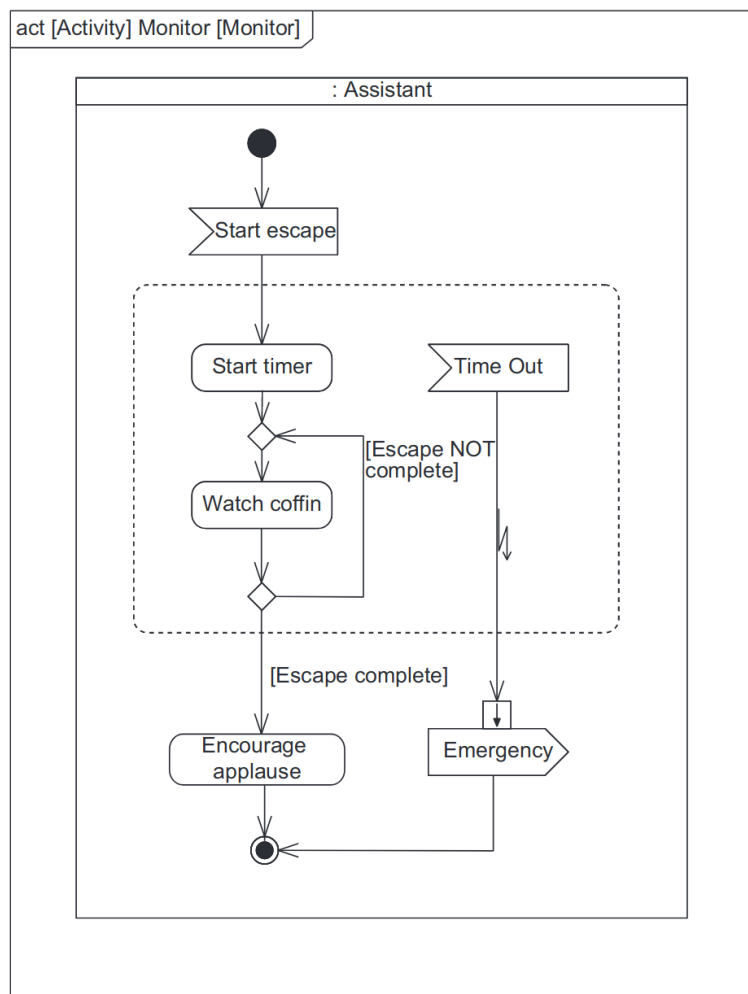 act [Activity] Monitor [Monitor]
: Assistant
Start escape
Start timer
Time Out
[Escape NOT
complete]
Watch coffin
[Escape complete]
Encourage
applause
Emergency